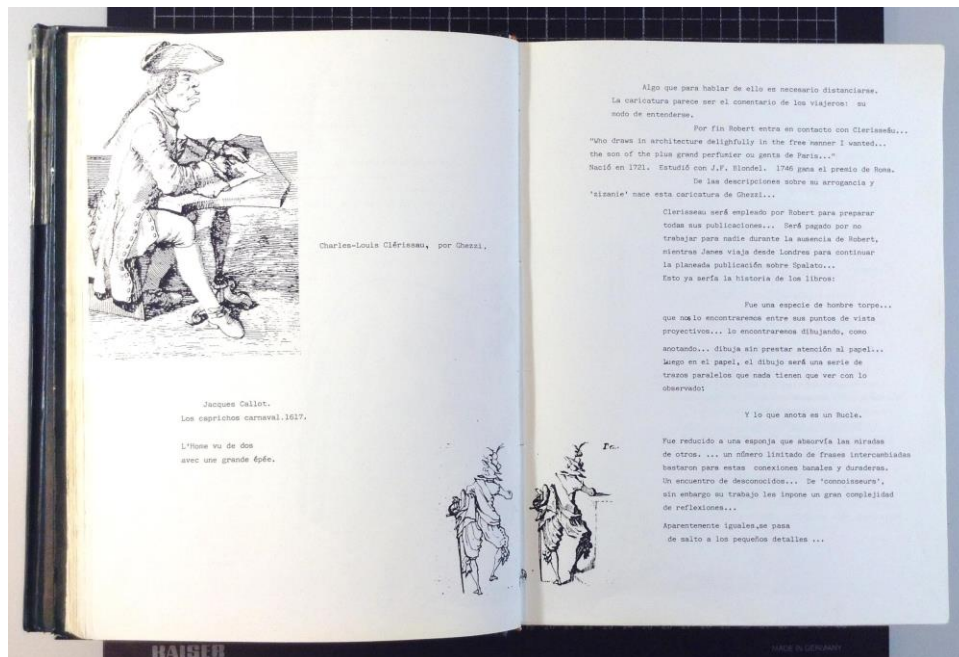 Charles-Louis Clérisseau, por Ghezzi.
Jacques Callot.
Los caprichos carnaval.1617.
L'Home vu de dos
avec une grande épée.
Algo que para hablar de ello es necesario distanciarse.
La caricatura parece ser el comentario de los viajeros: su
modo de entenderse.
Por fin Robert entra en contacto con Clerisseau...
"Who draws in architecture delighfully in the free manner I wanted...
the son of the plus grand perfumier ou gants de Paris..."
Nació en 1721. Estudió con J.F. Blondel. 1746 gana el premio de Roma.
De las descripciones sobre su arrogancia y
'zizanie' nace esta caricatura de Ghezzi...
Clerisseau será empleado por Robert para preparar
todas sus publicaciones... Será pagado por no
trabajar para nadie durante la ausencia de Robert,
mientras James viaja desde Londres para continuar
la planeada publicación sobre Spalato...
Esto ya sería la historia de los libros:
Fue una especie de hombre torpe...
que nos lo encontraremos entre sus puntos de vista
proyectivos... lo encontraremos dibujando, como
anotando... dibuja sin prestar atención al papel...
Luego en el papel, el dibujo será una serie de
trazos paralelos que nada tienen que ver con lo
observado:
Y lo que anota es un Bucle.
Fue reducido a una esponja que absorvía las miradas
de otros. ... un número limitado de frases intercambiadas
bastaron para estas conexiones banales y duraderas.
Un encuentro de desconocidos... De 'connoisseurs',
sin embargo su trabajo les impone un gran complejidad
de reflexiones...
Aparentemente iguales,se pasa
de salto a los pequeños detalles ...
KAISER
MADE IN GERMANY